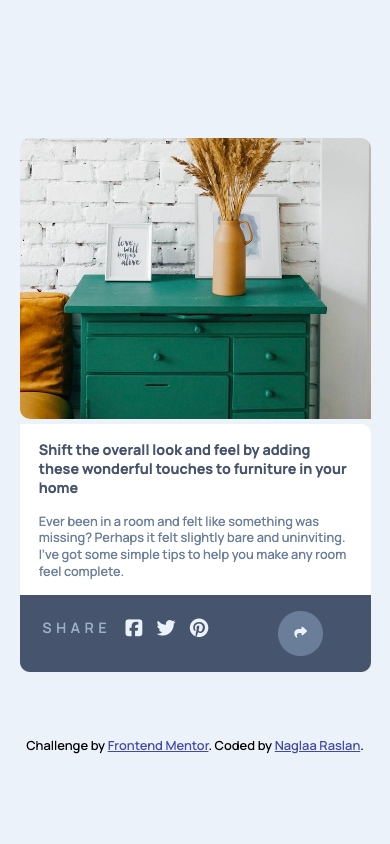 love
will
keep us
alive
Shift the overall look and feel by adding
these wonderful touches to furniture in your
home
Ever been in a room and felt like something was
missing? Perhaps it felt slightly bare and uninviting.
I've got some simple tips to help you make any room
feel complete.
SHARE
Challenge by Frontend Mentor. Coded by Naglaa Raslan.